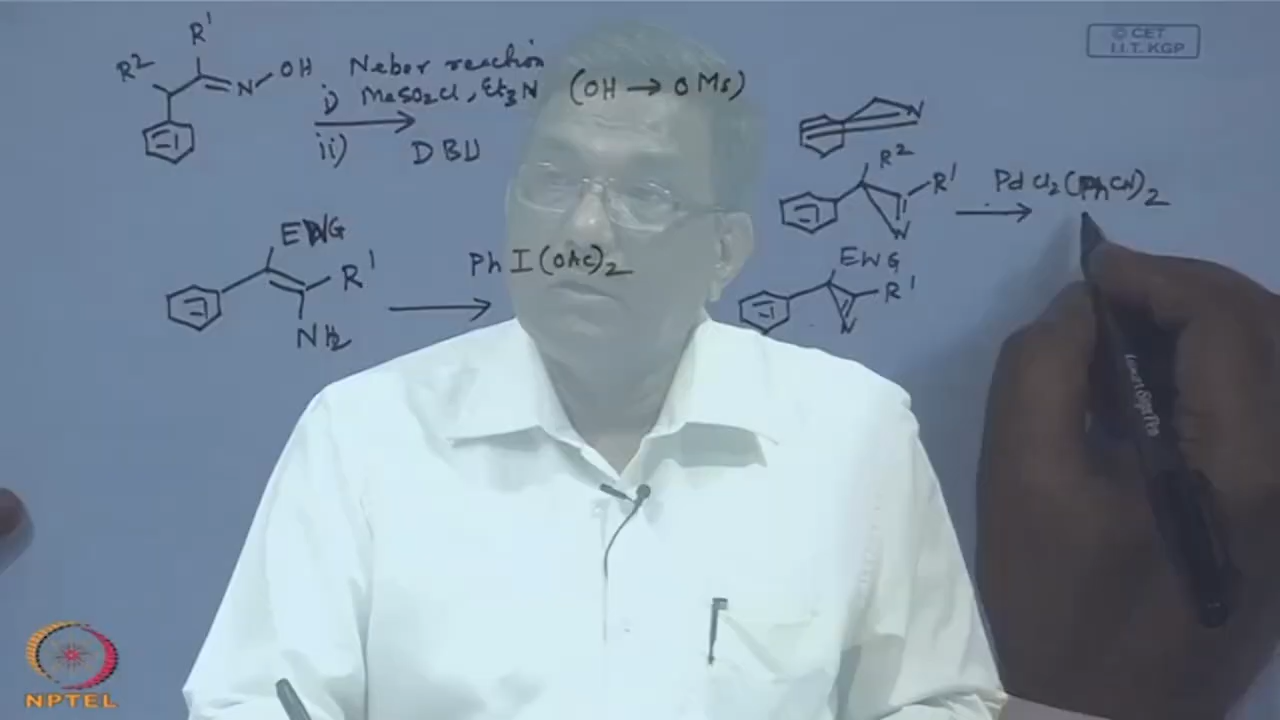 © CET
I.I.T. KGP
R¹
R²
N
OH
Neber reaction
i) MeSO₂Cl, Et₃N (OH → OMs)
ii) DBU
N
R²
R¹
N
PdCl₂(PhCN)₂
EWG
R¹
NH₂
PhI(OAc)₂
EWG
R¹
N
NPTEL